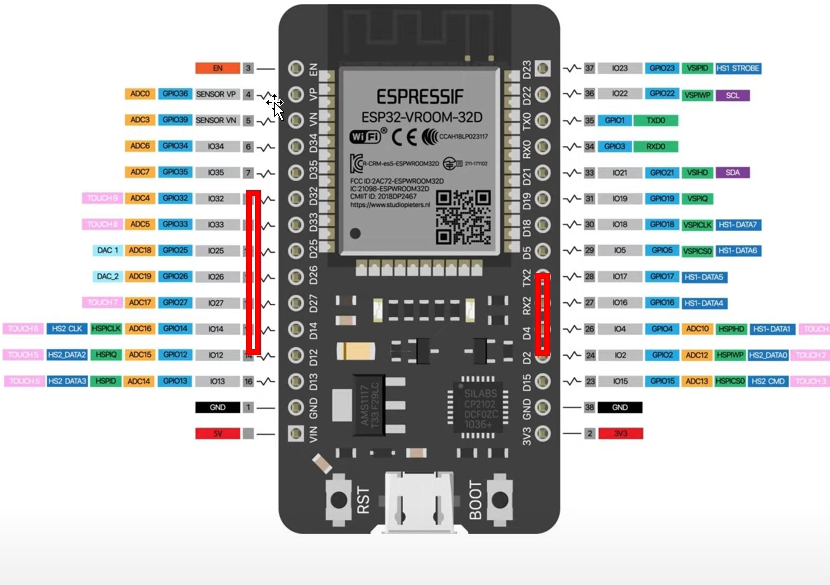 EN 3
ADC0 GPIO36 SENSOR VP 4
ADC3 GPIO39 SENSOR VN 5
ADC6 GPIO34 IO34 6
ADC7 GPIO35 IO35 7
TOUCH 9 ADC4 GPIO32 IO32
TOUCH 8 ADC5 GPIO33 IO33
DAC 1 ADC18 GPIO25 IO25
DAC_2 ADC19 GPIO26 IO26
TOUCH 7 ADC17 GPIO27 IO27
TOUCH 6 HS2 CLK HSPICLK ADC16 GPIO14 IO14
TOUCH 5 HS2_DATA2 HSPIQ ADC15 GPIO12 IO12
HS2 DATA3 HSPID ADC14 GPIO13 IO13 16
GND 1
5V
EN
VP
VN
D34
D35
D32
D33
D25
D26
D27
D14
D12
D13
GND
VIN
ESPRESSIF
ESP32-VROOM-32D
WiFi CE CCAH18LP023117
R-CRM-es5-ESPWROOM32D 211-171102
FCC ID:2AC72-ESPWROOM32D
IC:21098-ESPWROOM32D
CMIIT ID: 2018DP2467
https://www.studiopieters.nl
AMS1117
SILABS
CP2102
DCF0ZC
1036+
RST
BOOT
D23
D22
TX0
RX0
D21
D19
D18
D5
TX2
RX2
D4
D2
D15
GND
3V3
37 IO23 GPIO23 VSPID HS1 STROBE
36 IO22 GPIO22 VSPIWP SCL
35 GPIO1 TXD0
34 GPIO3 RXD0
33 IO21 GPIO21 VSIHD SDA
31 IO19 GPIO19 VSPIQ
30 IO18 GPIO18 VSPICLK HS1-DATA7
29 IO5 GPIO5 VSPICS0 HS1-DATA6
28 IO17 GPIO17 HS1-DATA5
27 IO16 GPIO16 HS1-DATA4
26 IO4 GPIO4 ADC10 HSPIHD HS1-DATA1 TOUCH
24 IO2 GPIO2 ADC12 HSPIWP HS2_DATA0 TOUCH 2
23 IO15 GPIO15 ADC13 HSPICS0 HS2 CMD TOUCH 3
38 GND
2 3V3